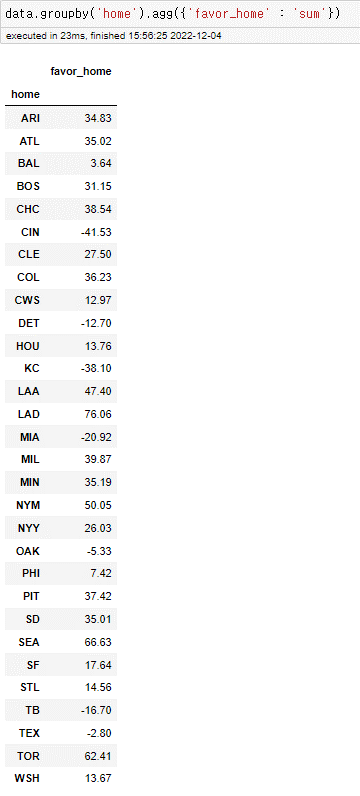 data.groupby('home').agg({'favor_home' : 'sum'})
executed in 23ms, finished 15:56:25 2022-12-04
favor_home
home
ARI 34.83
ATL 35.02
BAL 3.64
BOS 31.15
CHC 38.54
CIN -41.53
CLE 27.50
COL 36.23
CWS 12.97
DET -12.70
HOU 13.76
KC -38.10
LAA 47.40
LAD 76.06
MIA -20.92
MIL 39.87
MIN 35.19
NYM 50.05
NYY 26.03
OAK -5.33
PHI 7.42
PIT 37.42
SD 35.01
SEA 66.63
SF 17.64
STL 14.56
TB -16.70
TEX -2.80
TOR 62.41
WSH 13.67